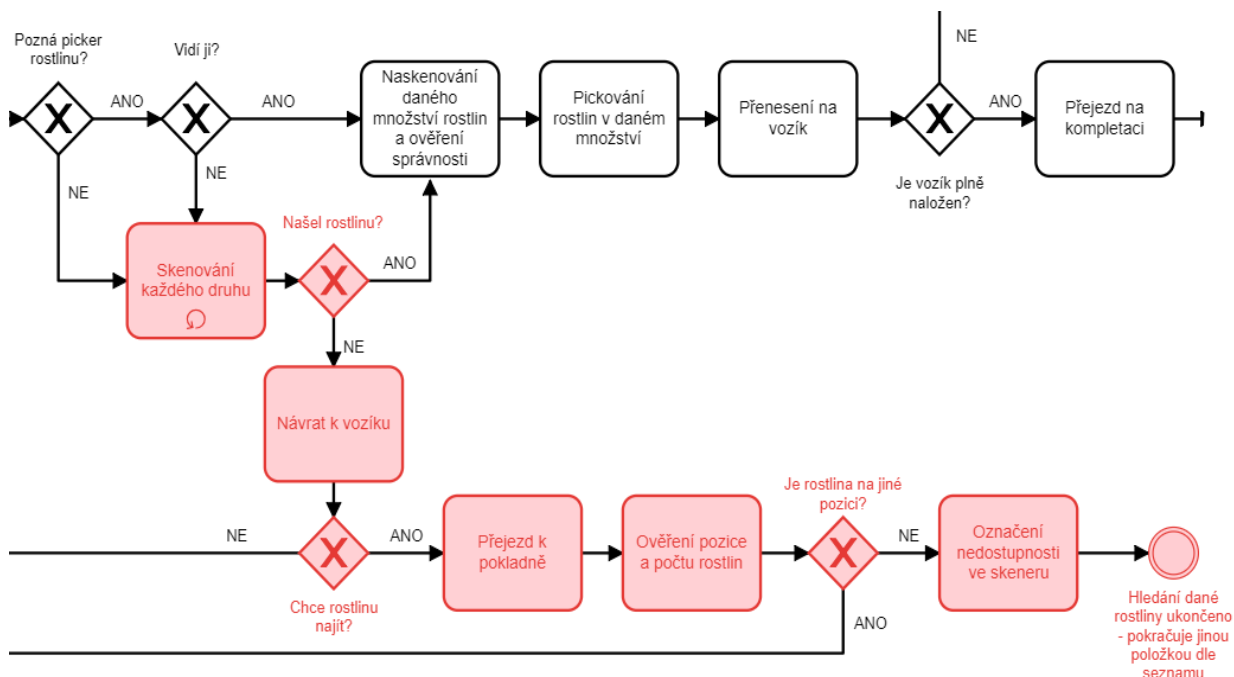 Pozná picker
rostlinu?
Vidí ji?
NE
ANO
ANO
Naskenování
daného
množství rostlin
a ověření
správnosti
Pickování
rostlin v daném
množství
Přenesení na
vozík
ANO
Přejezd na
kompletaci
Je vozík plně
naložen?
NE
NE
Skenování
každého druhu
Našel rostlinu?
ANO
NE
Návrat k vozíku
NE
ANO
Chce rostlinu
najít?
Přejezd k
pokladně
Ověření pozice
a počtu rostlin
Je rostlina na jiné
pozici?
NE
ANO
Označení
nedostupnosti
ve skeneru
Hledání dané
rostliny ukončeno
- pokračuje jinou
položkou dle
seznamu